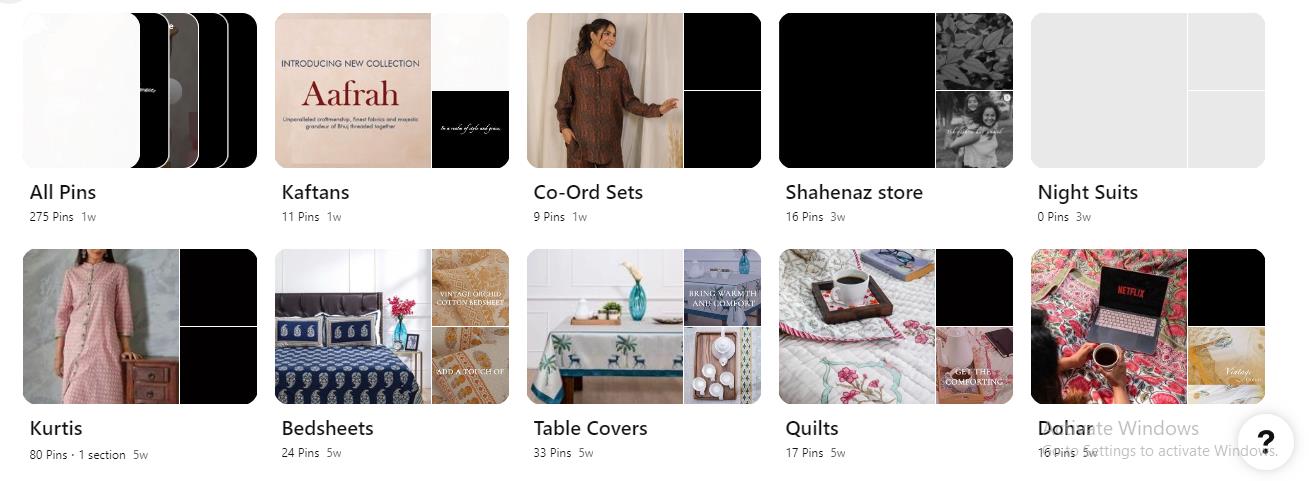 INTRODUCING NEW COLLECTION
Aafrah
Unparalleled craftmenship, finest fabrics and majestic
grandeur of Bhuj threaded together
In a realm of style and grace,
All Pins
275 Pins 1w
Kaftans
11 Pins 1w
Co-Ord Sets
9 Pins 1w
Shahenaz store
16 Pins 3w
Night Suits
0 Pins 3w
VINTAGE ORCHID
COTTON BEDSHEET
ADD A TOUCH OF
BRING WARMTH
AND COMFORT
GET THE
COMFORTING
NETFLIX
Vintage
Kurtis
80 Pins · 1 section 5w
Bedsheets
24 Pins 5w
Table Covers
33 Pins 5w
Quilts
17 Pins 5w
Dohar
16 Pins 5w
Activate Windows
Go to Settings to activate Windows.
?